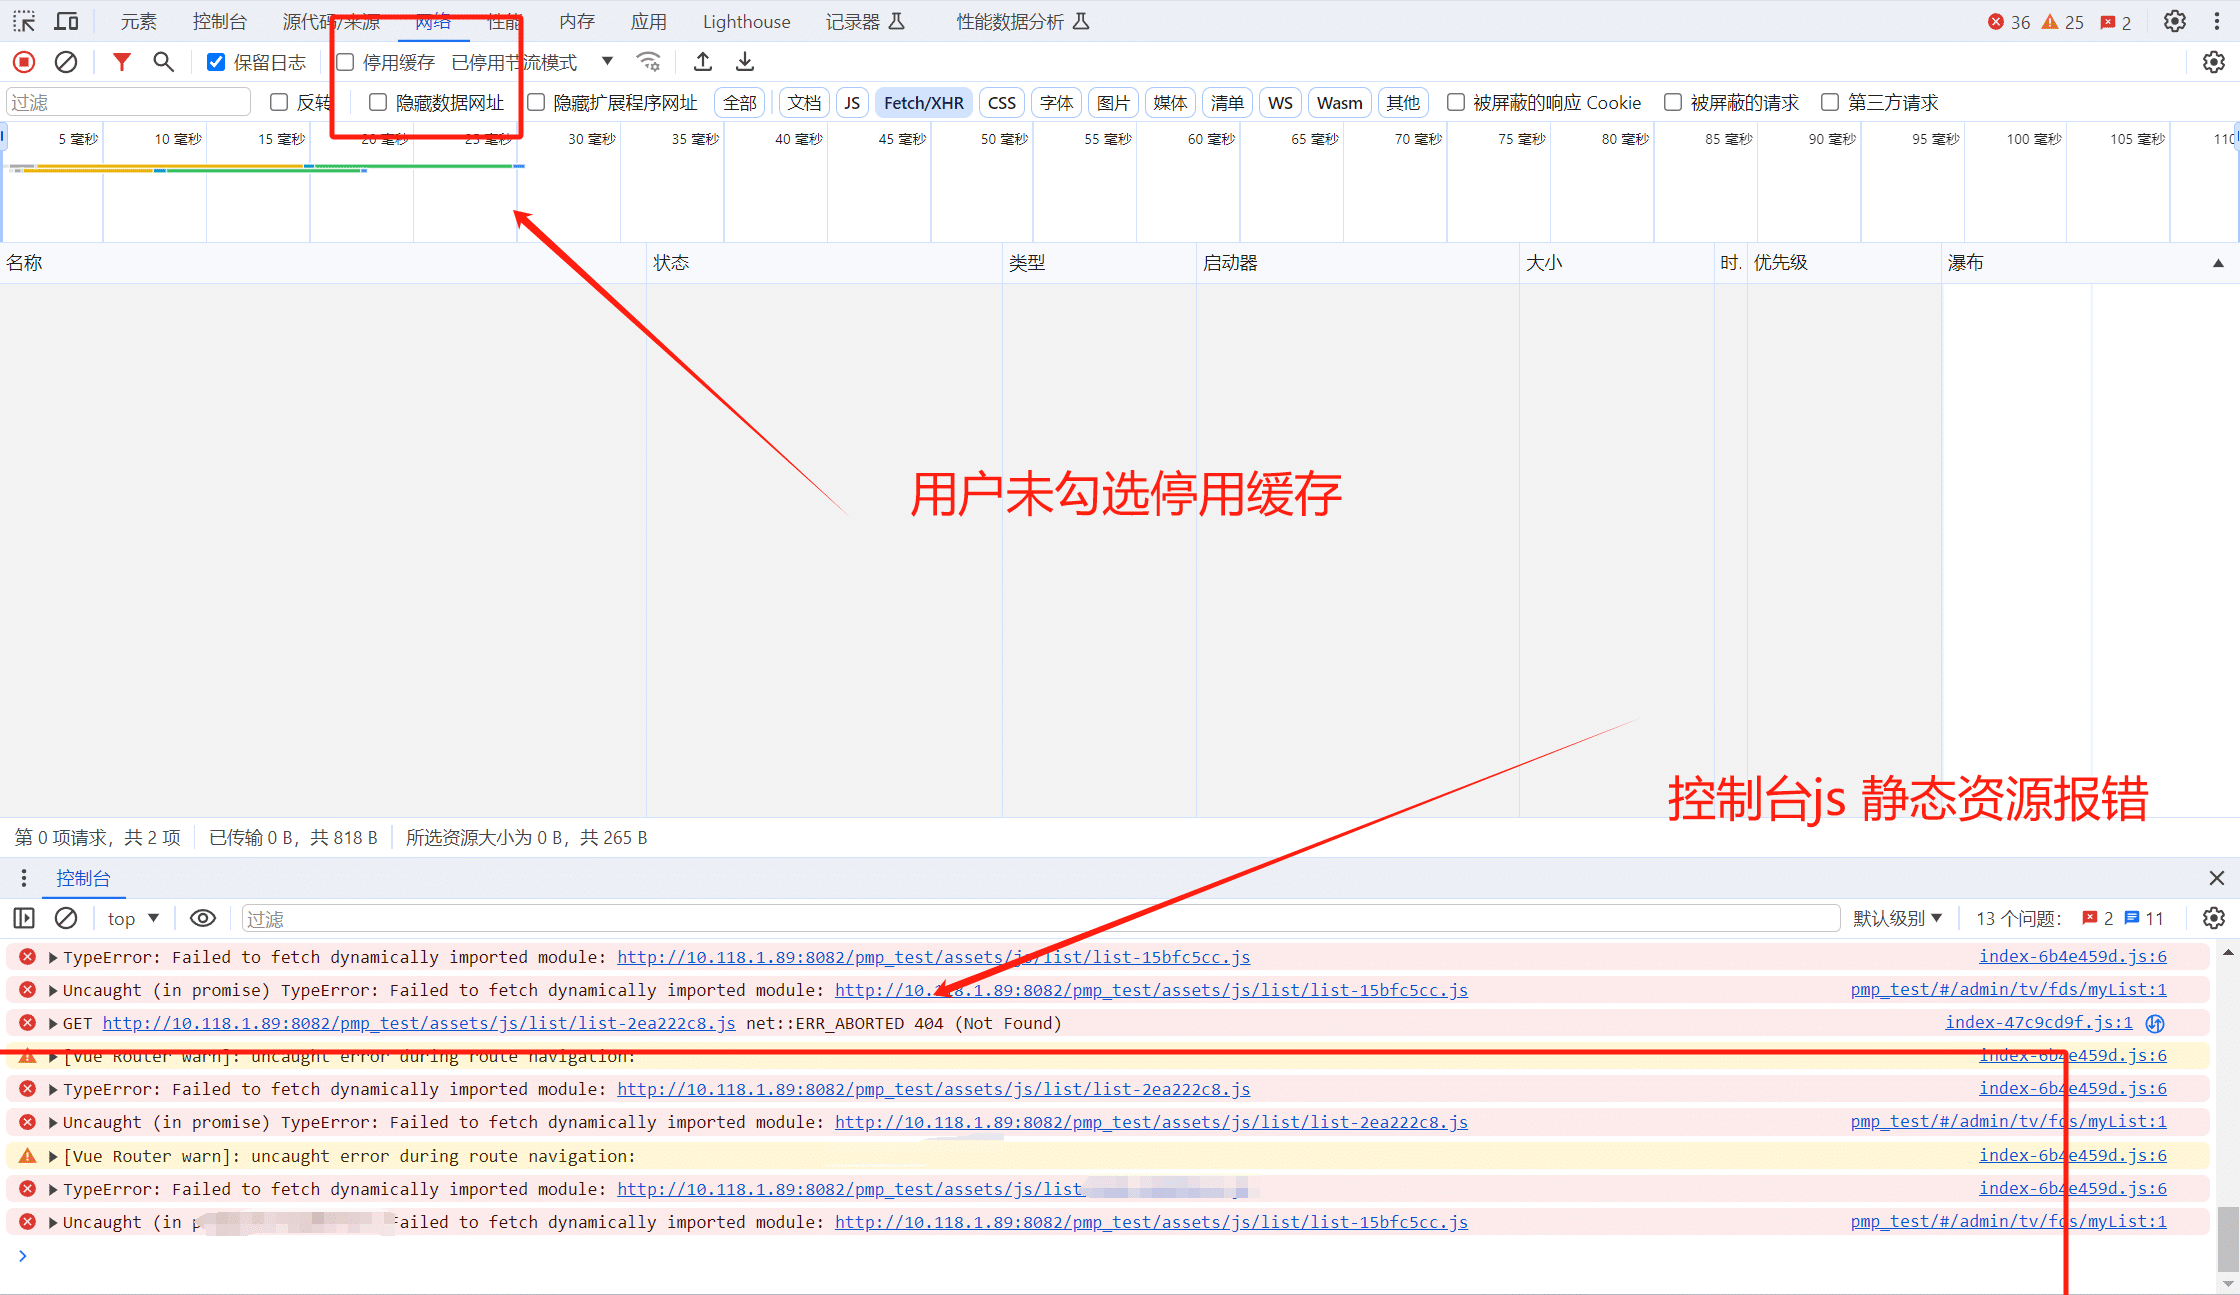 元素 控制台 源代码/来源 网络 性能 内存 应用 Lighthouse 记录器 性能数据分析 36 25 2
保留日志 停用缓存 已停用节流模式
过滤 反转 隐藏数据网址 隐藏扩展程序网址 全部 文档 JS Fetch/XHR CSS 字体 图片 媒体 清单 WS Wasm 其他 被屏蔽的响应 Cookie 被屏蔽的请求 第三方请求
5 毫秒 10 毫秒 15 毫秒 20 毫秒 25 毫秒 30 毫秒 35 毫秒 40 毫秒 45 毫秒 50 毫秒 55 毫秒 60 毫秒 65 毫秒 70 毫秒 75 毫秒 80 毫秒 85 毫秒 90 毫秒 95 毫秒 100 毫秒 105 毫秒
名称 状态 类型 启动器 大小 时. 优先级 瀑布
用户未勾选停用缓存
控制台js 静态资源报错
第 0 项请求，共 2 项 已传输 0 B，共 818 B 所选资源大小为 0 B，共 265 B
控制台
top 过滤 默认级别 13 个问题： 2 11
TypeError: Failed to fetch dynamically imported module: http://10.118.1.89:8082/pmp_test/assets/js/list/list-15bfc5cc.js index-6b4e459d.js:6
Uncaught (in promise) TypeError: Failed to fetch dynamically imported module: http://10.118.1.89:8082/pmp_test/assets/js/list/list-15bfc5cc.js pmp_test/#/admin/tv/fds/myList:1
GET http://10.118.1.89:8082/pmp_test/assets/js/list/list-2ea222c8.js net::ERR_ABORTED 404 (Not Found) index-47c9cd9f.js:1
[Vue Router warn]: uncaught error during route navigation: index-6b4e459d.js:6
TypeError: Failed to fetch dynamically imported module: http://10.118.1.89:8082/pmp_test/assets/js/list/list-2ea222c8.js index-6b4e459d.js:6
Uncaught (in promise) TypeError: Failed to fetch dynamically imported module: http://10.118.1.89:8082/pmp_test/assets/js/list/list-2ea222c8.js pmp_test/#/admin/tv/fds/myList:1
[Vue Router warn]: uncaught error during route navigation: index-6b4e459d.js:6
TypeError: Failed to fetch dynamically imported module: http://10.118.1.89:8082/pmp_test/assets/js/list index-6b4e459d.js:6
Uncaught (in Failed to fetch dynamically imported module: http://10.118.1.89:8082/pmp_test/assets/js/list/list-15bfc5cc.js pmp_test/#/admin/tv/fds/myList:1